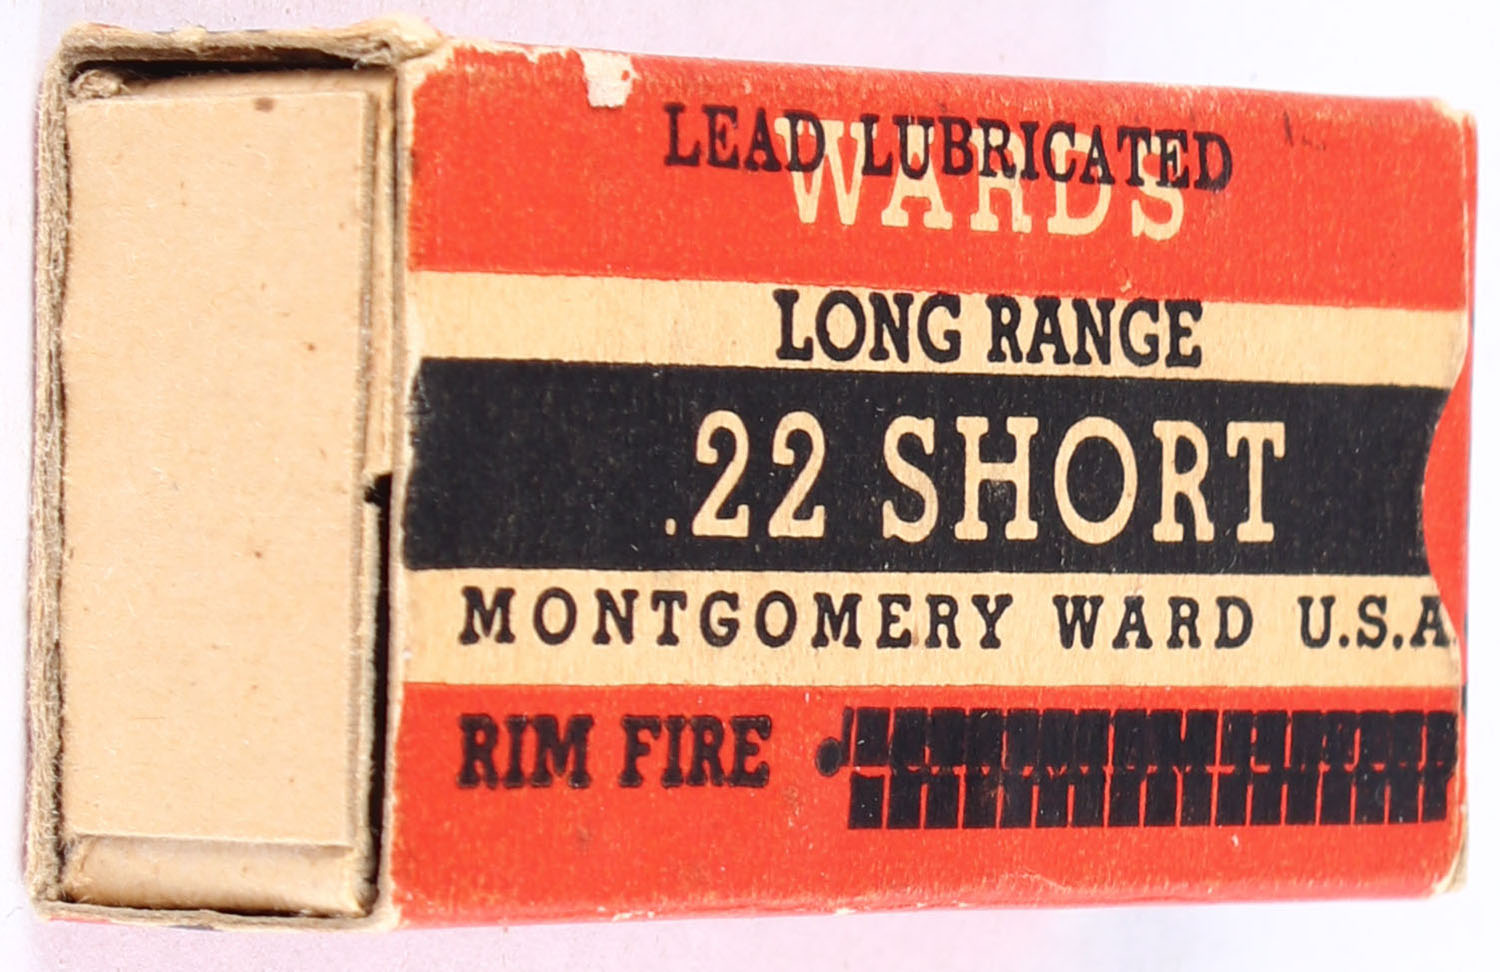 LEAD LUBRICATED
WARDS
LONG RANGE
.22 SHORT
MONTGOMERY WARD U.S.A.
RIM FIRE